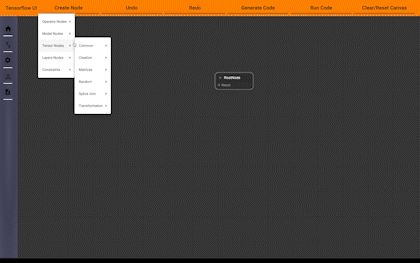 Tensorflow UI
Create Node
Undo
Redo
Generate Code
Run Code
Clear/Reset Canvas
Operator Nodes
Model Nodes
Tensor Nodes
Layers Nodes
Constraints
Common
Creation
Matrices
Random
Splice Join
Transformation
RootNode
Result